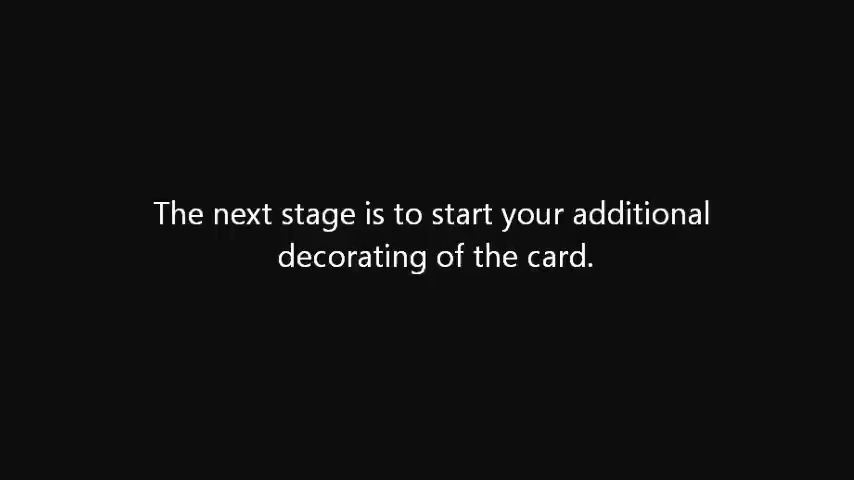 The next stage is to start your additional
decorating of the card.